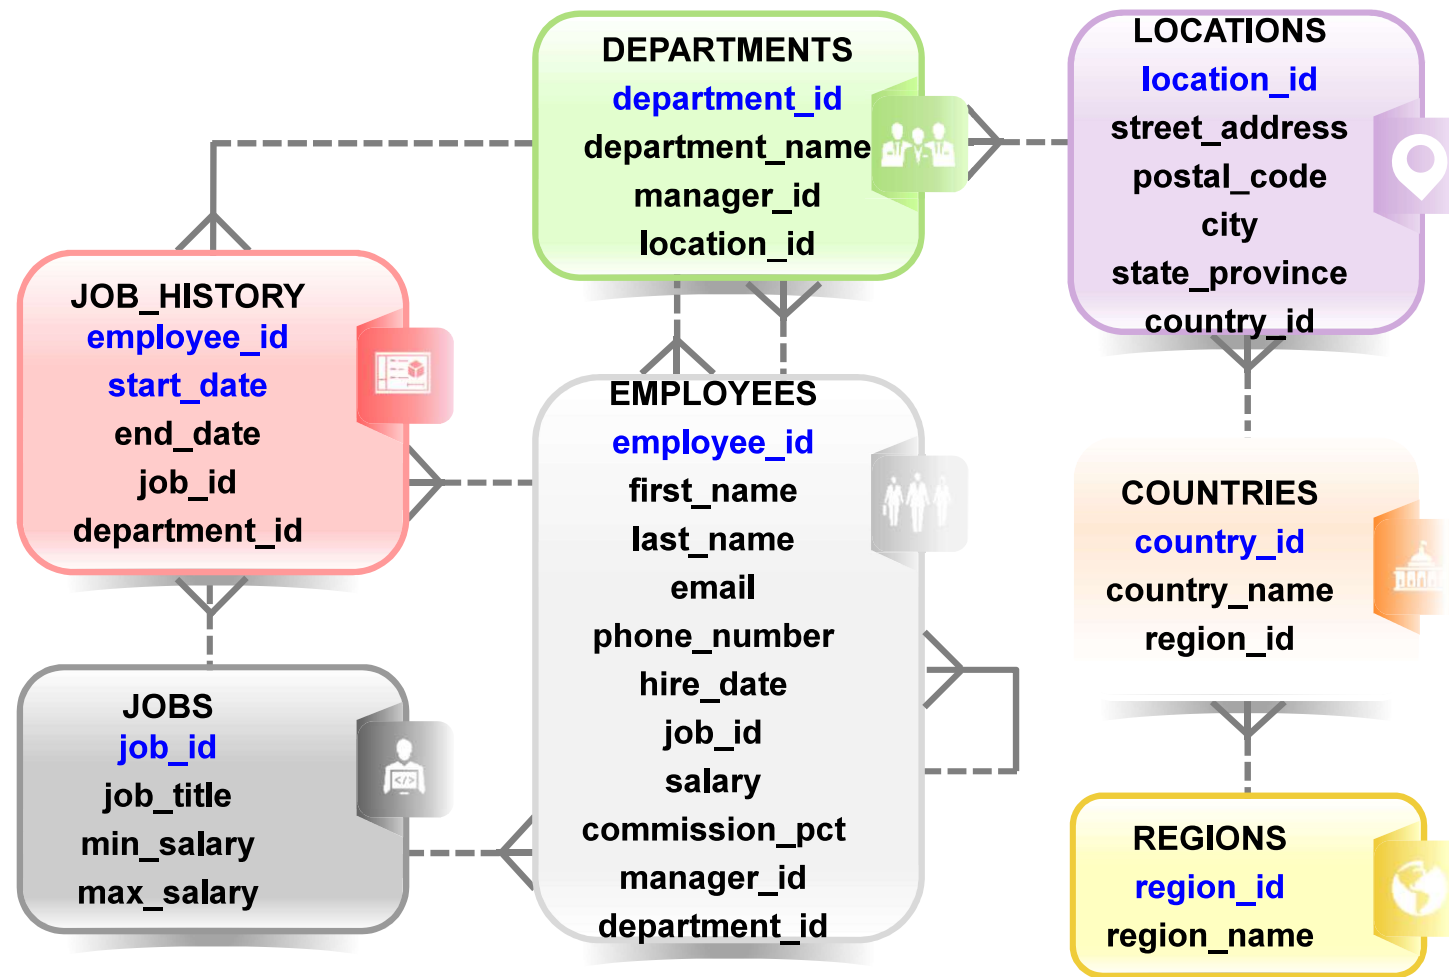 DEPARTMENTS
department_id
department_name
manager_id
location_id
LOCATIONS
location_id
street_address
postal_code
city
state_province
country_id
JOB_HISTORY
employee_id
start_date
end_date
job_id
department_id
EMPLOYEES
employee_id
first_name
last_name
email
phone_number
hire_date
job_id
salary
commission_pct
manager_id
department_id
COUNTRIES
country_id
country_name
region_id
JOBS
job_id
job_title
min_salary
max_salary
REGIONS
region_id
region_name